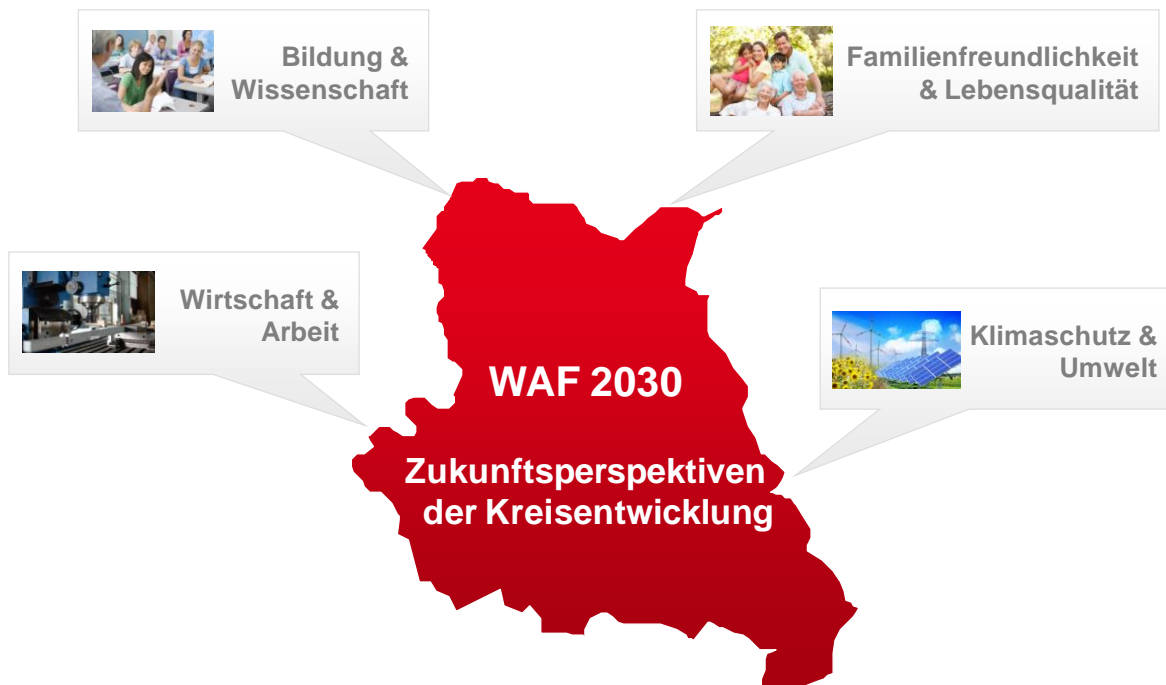 Bildung &
Wissenschaft
Familienfreundlichkeit
& Lebensqualität
Wirtschaft &
Arbeit
Klimaschutz &
Umwelt
WAF 2030
Zukunftsperspektiven
der Kreisentwicklung